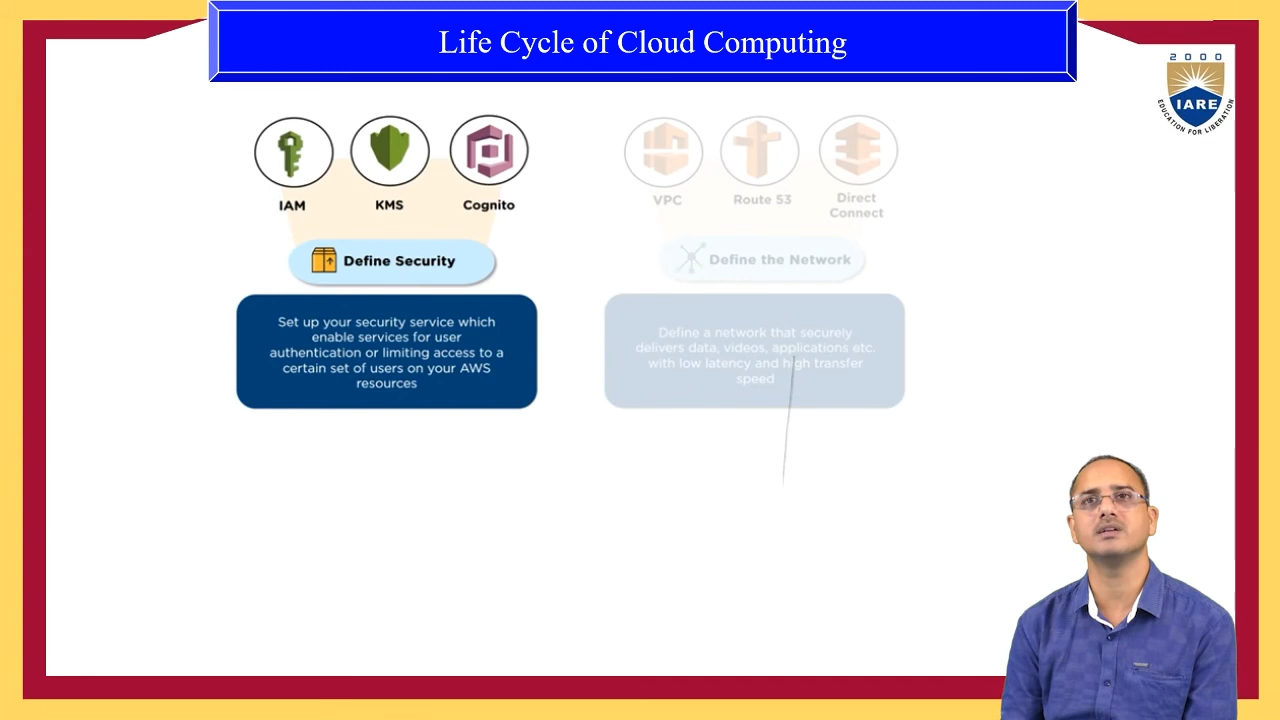 Life Cycle of Cloud Computing
2000
IARE
EDUCATION FOR LIBERATION
IAM
KMS
Cognito
Define Security
Set up your security service which
enable services for user
authentication or limiting access to a
certain set of users on your AWS
resources
VPC
Route 53
Direct
Connect
Define the Network
Define a network that securely
delivers data, videos, applications etc.
with low latency and high transfer
speed